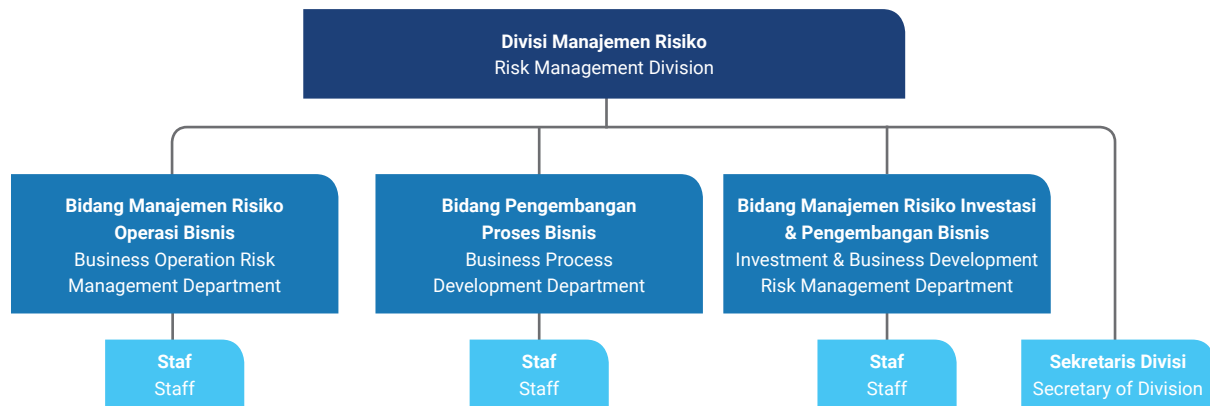 Divisi Manajemen Risiko
Risk Management Division
Bidang Manajemen Risiko
Operasi Bisnis
Business Operation Risk
Management Department
Bidang Pengembangan
Proses Bisnis
Business Process
Development Department
Bidang Manajemen Risiko Investasi
& Pengembangan Bisnis
Investment & Business Development
Risk Management Department
Staf
Staff
Staf
Staff
Staf
Staff
Sekretaris Divisi
Secretary of Division